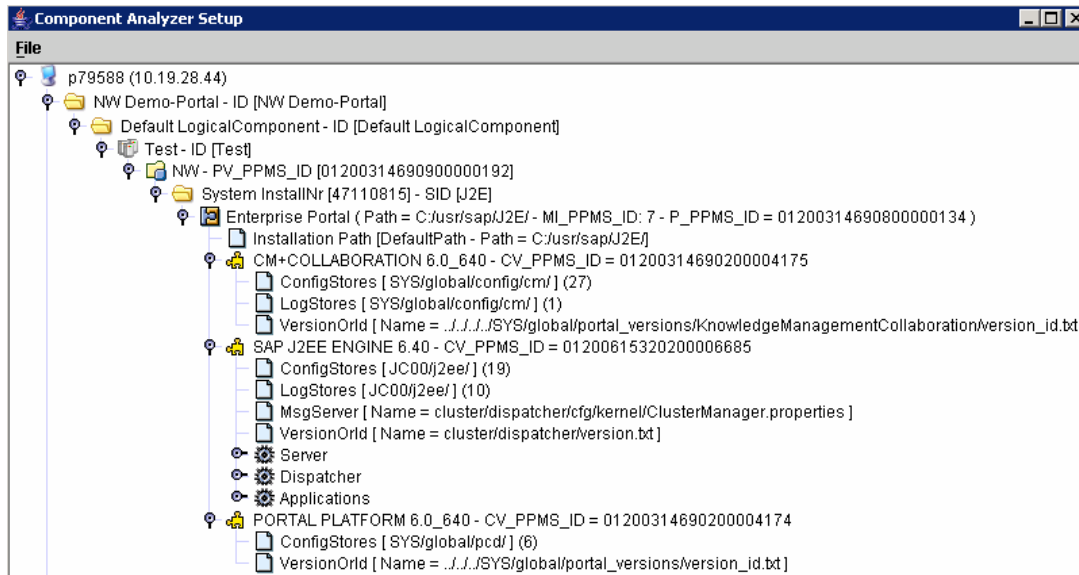 Component Analyzer Setup
File
p79588 (10.19.28.44)
NW Demo-Portal - ID [NW Demo-Portal]
Default LogicalComponent - ID [Default LogicalComponent]
Test - ID [Test]
NW - PV_PPMS_ID [01200314690900000192]
System InstallNr [47110815] - SID [J2E]
Enterprise Portal ( Path = C:/usr/sap/J2E/ - MI_PPMS_ID: 7 - P_PPMS_ID = 01200314690800000134 )
Installation Path [DefaultPath - Path = C:/usr/sap/J2E/]
CM+COLLABORATION 6.0_640 - CV_PPMS_ID = 01200314690200004175
ConfigStores [ SYS/global/config/cm/ ] (27)
LogStores [ SYS/global/config/cm/ ] (1)
VersionOrId [ Name = ../../../../SYS/global/portal_versions/KnowledgeManagementCollaboration/version_id.txt
SAP J2EE ENGINE 6.40 - CV_PPMS_ID = 01200615320200006685
ConfigStores [ JC00/j2ee/ ] (19)
LogStores [ JC00/j2ee/ ] (10)
MsgServer [ Name = cluster/dispatcher/cfg/kernel/ClusterManager.properties ]
VersionOrId [ Name = cluster/dispatcher/version.txt ]
Server
Dispatcher
Applications
PORTAL PLATFORM 6.0_640 - CV_PPMS_ID = 01200314690200004174
ConfigStores [ SYS/global/pcd/ ] (6)
VersionOrId [ Name = ../../../SYS/global/portal_versions/version_id.txt ]